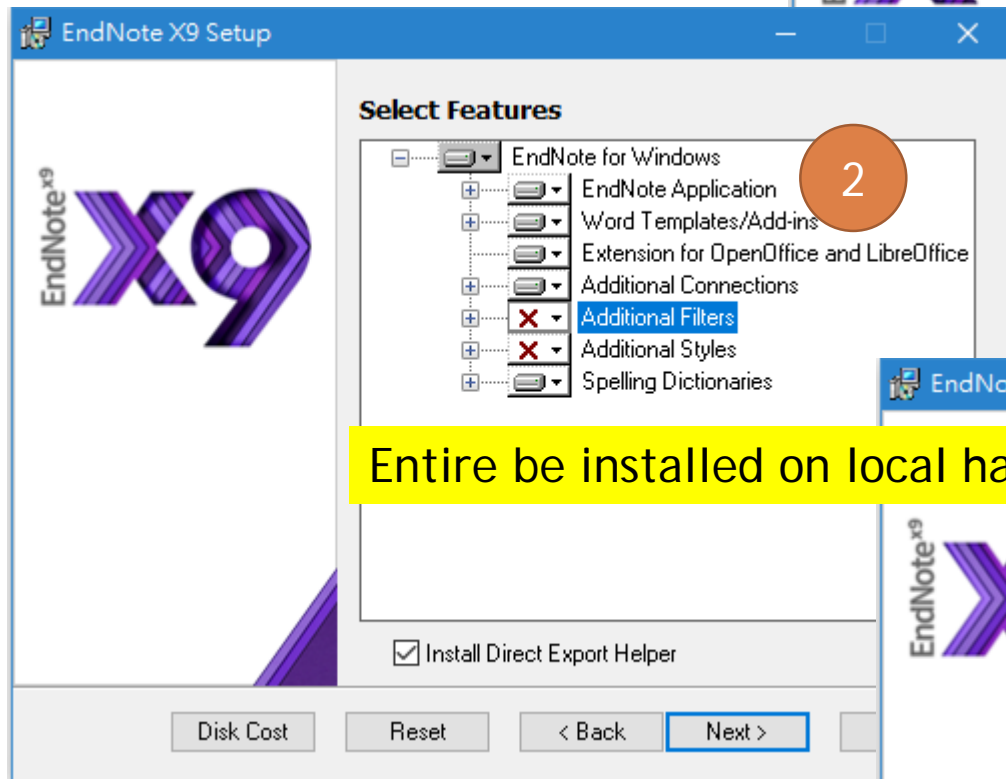 EndNote X9 Setup
EndNote x9
X9
Select Features
EndNote for Windows
2
EndNote Application
Word Templates/Add-ins
Extension for OpenOffice and LibreOffice
Additional Connections
Additional Filters
Additional Styles
Spelling Dictionaries
EndNo
Entire be installed on local ha
EndNote x9
Install Direct Export Helper
Disk Cost
Reset
< Back
Next >